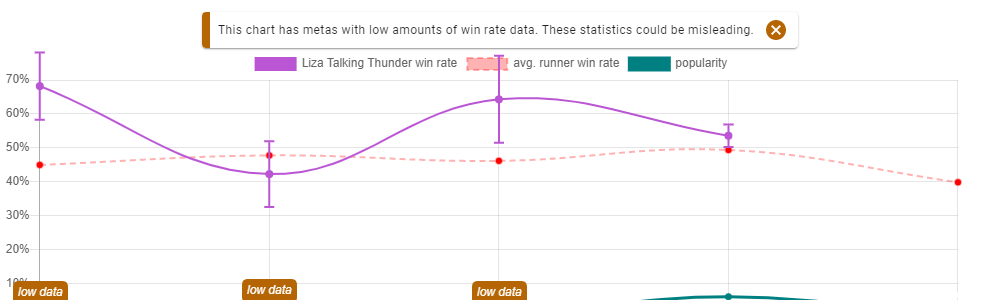 This chart has metas with low amounts of win rate data. These statistics could be misleading.
Liza Talking Thunder win rate avg. runner win rate popularity
70%
60%
50%
40%
30%
20%
10%
low data low data low data